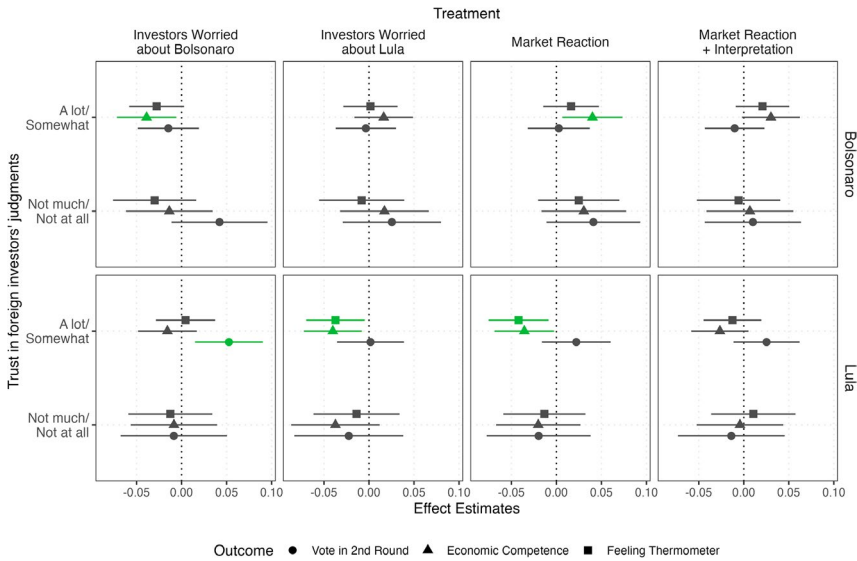 Treatment
Investors Worried
about Bolsonaro
Investors Worried
about Lula
Market Reaction
Market Reaction
+ Interpretation
Trust in foreign investors' judgments
A lot/
Somewhat
Not much/
Not at all
Bolsonaro
A lot/
Somewhat
Not much/
Not at all
Lula
-0.05 0.00 0.05 0.10 -0.05 0.00 0.05 0.10 -0.05 0.00 0.05 0.10 -0.05 0.00 0.05 0.10
Effect Estimates
Outcome Vote in 2nd Round Economic Competence Feeling Thermometer